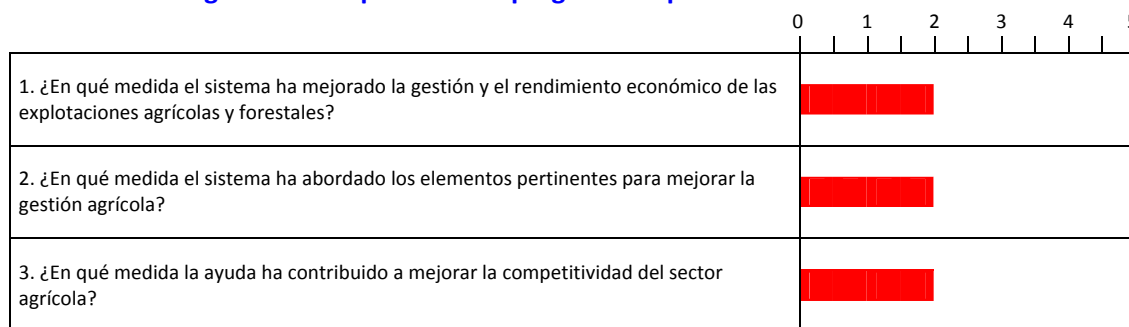 0 1 2 3 4
1. ¿En qué medida el sistema ha mejorado la gestión y el rendimiento económico de las
explotaciones agrícolas y forestales?
2. ¿En qué medida el sistema ha abordado los elementos pertinentes para mejorar la
gestión agrícola?
3. ¿En qué medida la ayuda ha contribuido a mejorar la competitividad del sector
agrícola?